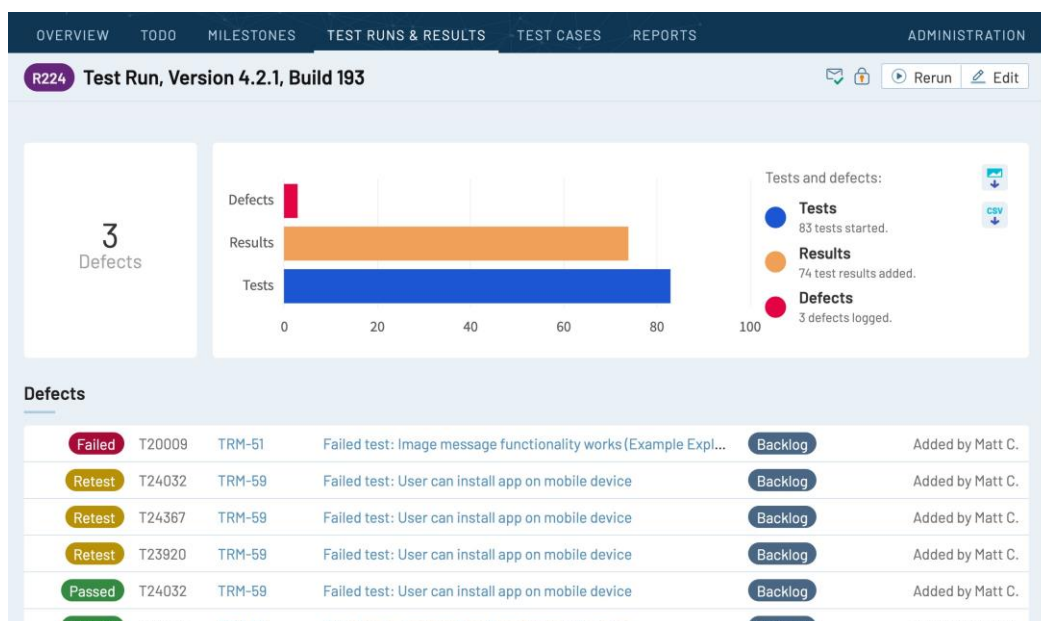 OVERVIEW TODO MILESTONES TEST RUNS & RESULTS TEST CASES REPORTS ADMINISTRATION
R224 Test Run, Version 4.2.1, Build 193 Rerun Edit
3
Defects
Defects
Results
Tests
0 20 40 60 80 100
Tests and defects:
Tests
83 tests started.
Results
74 test results added.
Defects
3 defects logged.
CSV
Defects
Failed T20009 TRM-51 Failed test: Image message functionality works (Example Expl... Backlog Added by Matt C.
Retest T24032 TRM-59 Failed test: User can install app on mobile device Backlog Added by Matt C.
Retest T24367 TRM-59 Failed test: User can install app on mobile device Backlog Added by Matt C.
Retest T23920 TRM-59 Failed test: User can install app on mobile device Backlog Added by Matt C.
Passed T24032 TRM-59 Failed test: User can install app on mobile device Backlog Added by Matt C.